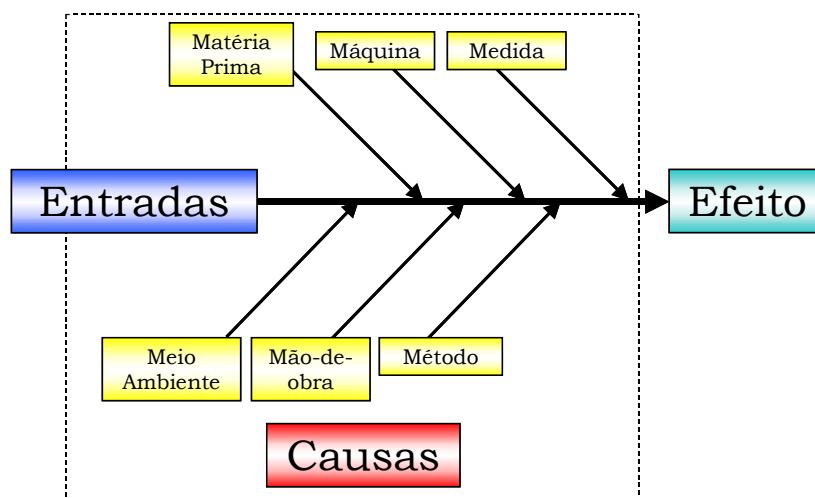 Matéria
Prima
Máquina
Medida
Entradas
Efeito
Meio
Ambiente
Mão-de-
obra
Método
Causas